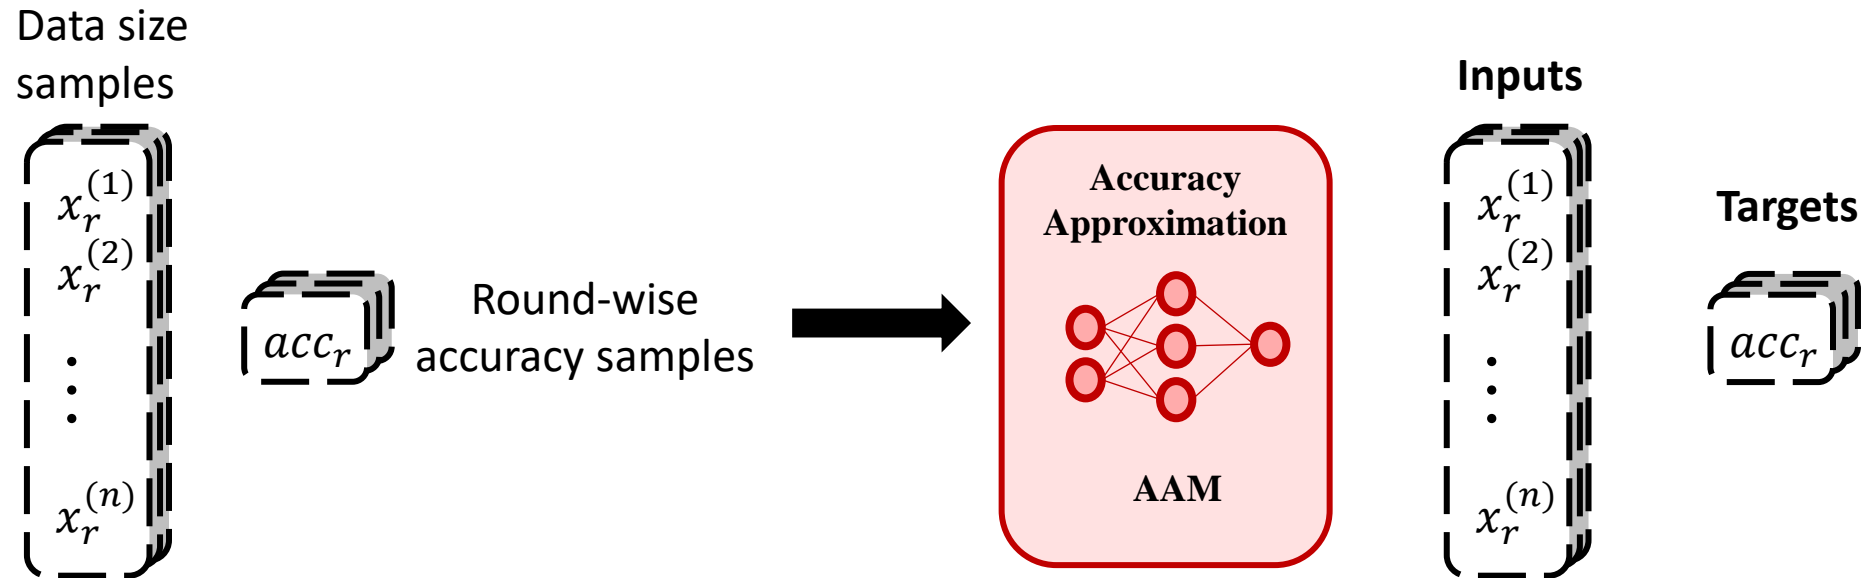 Data size
samples
x_r^{(1)}
x_r^{(2)}
⋮
x_r^{(n)}
acc_r
Round-wise
accuracy samples
Accuracy
Approximation
AAM
Inputs
x_r^{(1)}
x_r^{(2)}
⋮
x_r^{(n)}
Targets
acc_r